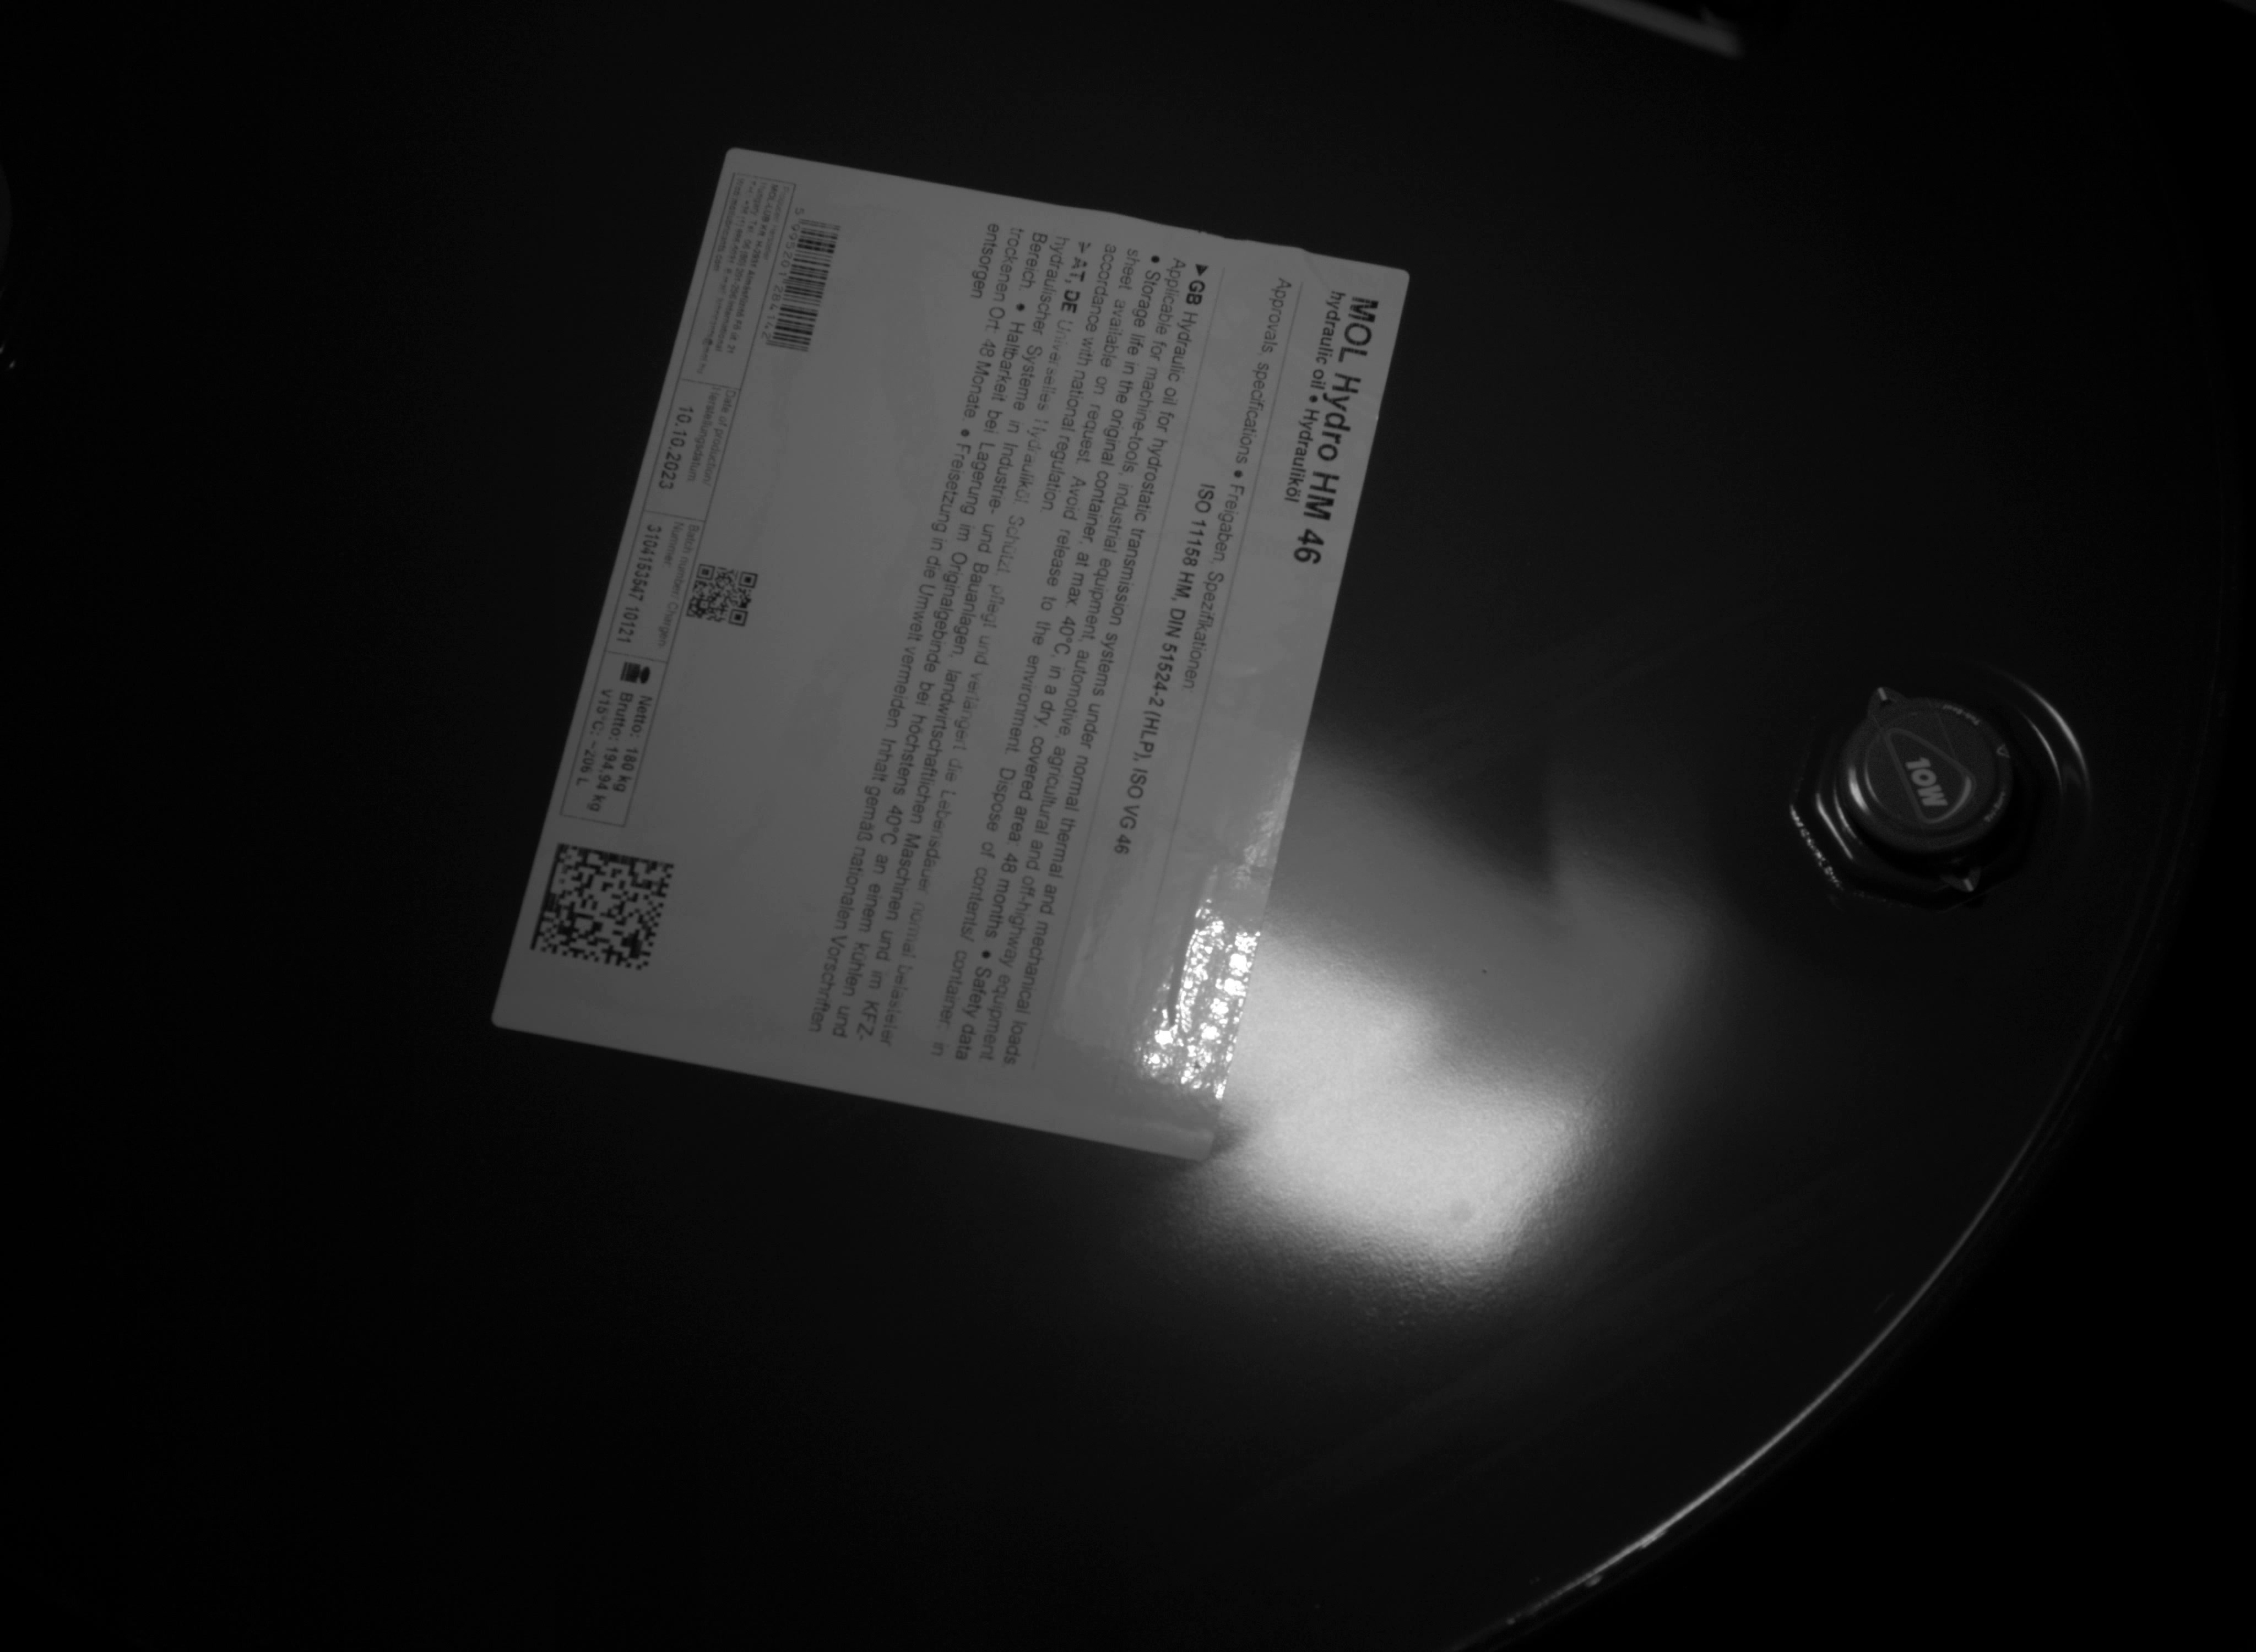 MOL Hydro HM 46
hydraulic oil • Hydrauliköl
Approvals, specifications • Freigaben, Spezifikationen:
ISO 11158 HM, DIN 51524-2 (HLP), ISO VG 46
►GB Hydraulic oil for hydrostatic transmission systems under normal thermal and mechanical loads.
Applicable for machine-tools, industrial equipment, automotive, agricultural and off-highway equipment.
• Storage life in the original container, at max. 40°C, in a dry, covered area: 48 months. • Safety data
sheet available on request. Avoid release to the environment. Dispose of contents/ container: in
accordance with national regulation.
AT, DE Universelles Hydrauliköl. Schützt, pflegt und verlängert die Lebensdauer normal belasteter
hydraulischer Systeme in Industrie- und Bauanlagen, landwirtschaftlichen Maschinen und im KFZ-
Bereich. • Haltbarkeit bei Lagerung im Originalgebinde bei höchstens 40°C an einem kühlen und
trockenen Ort: 48 Monate. • Freisetzung in die Umwelt vermeiden. Inhalt gemäß nationalen Vorschriften
entsorgen
Date of production/
Herstellungsdatum
10.10.2023
Batch number/ Chargen
Nummer
3104153547 10121
Netto: 180 kg
Brutto: 194,94 kg
V15°C: ~206 L
MOL